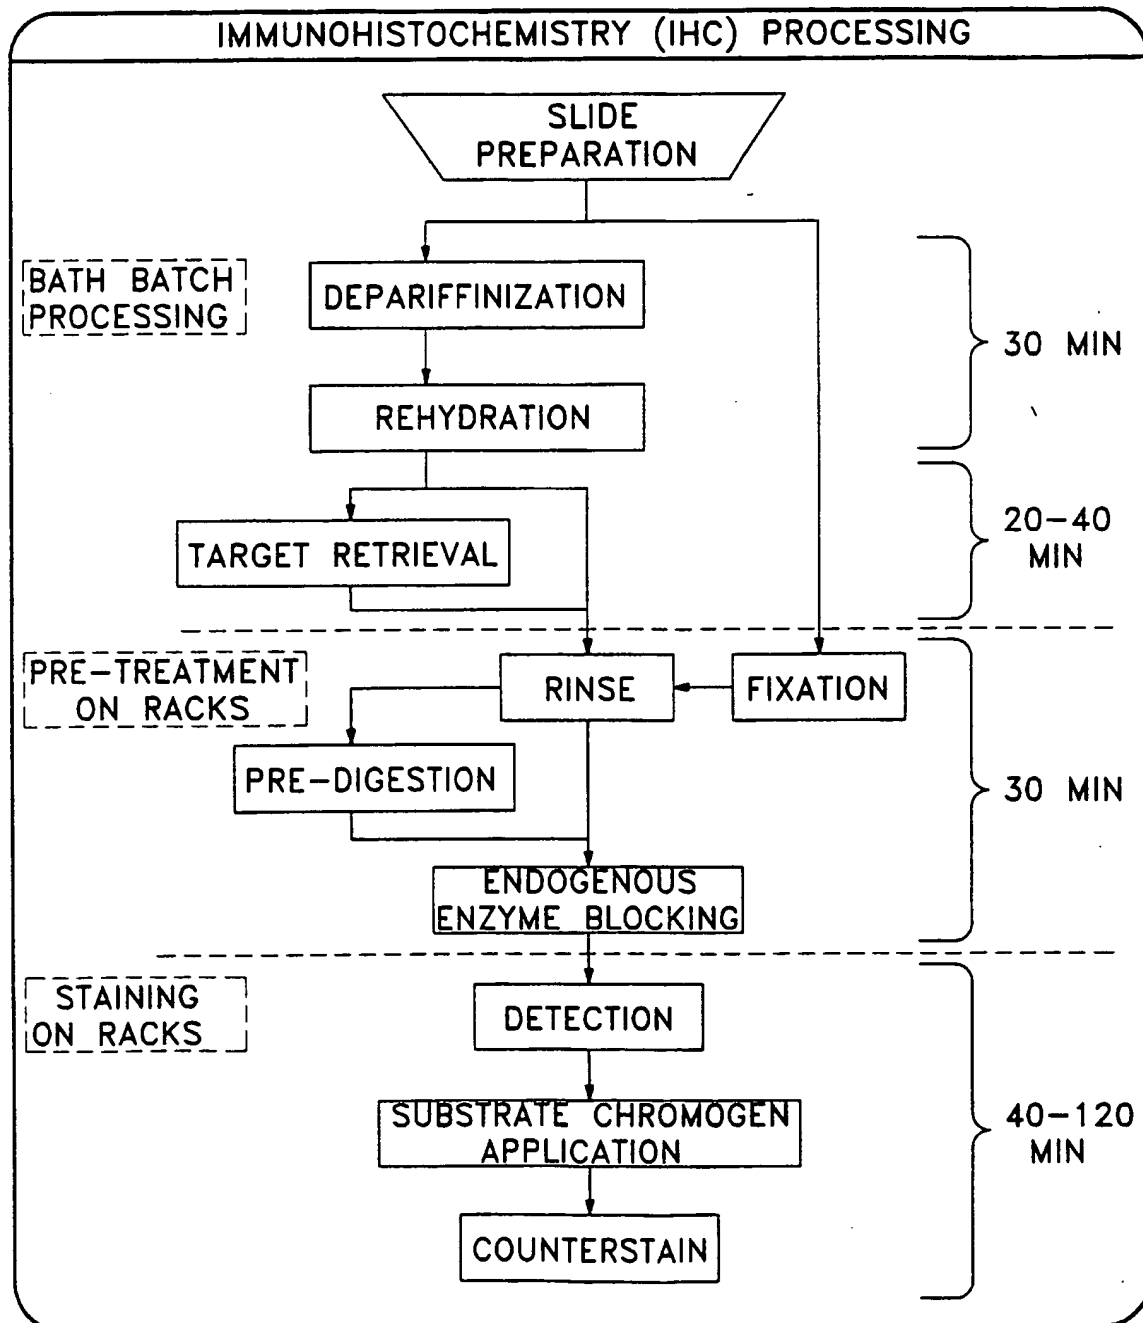 IMMUNOHISTOCHEMISTRY (IHC) PROCESSING
SLIDE
PREPARATION
BATH BATCH
PROCESSING
DEPARIFFINIZATION
30 MIN
REHYDRATION
TARGET RETRIEVAL
20-40
MIN
PRE-TREATMENT
ON RACKS
RINSE
FIXATION
PRE-DIGESTION
30 MIN
ENDOGENOUS
ENZYME BLOCKING
STAINING
ON RACKS
DETECTION
SUBSTRATE CHROMOGEN
APPLICATION
40-120
MIN
COUNTERSTAIN